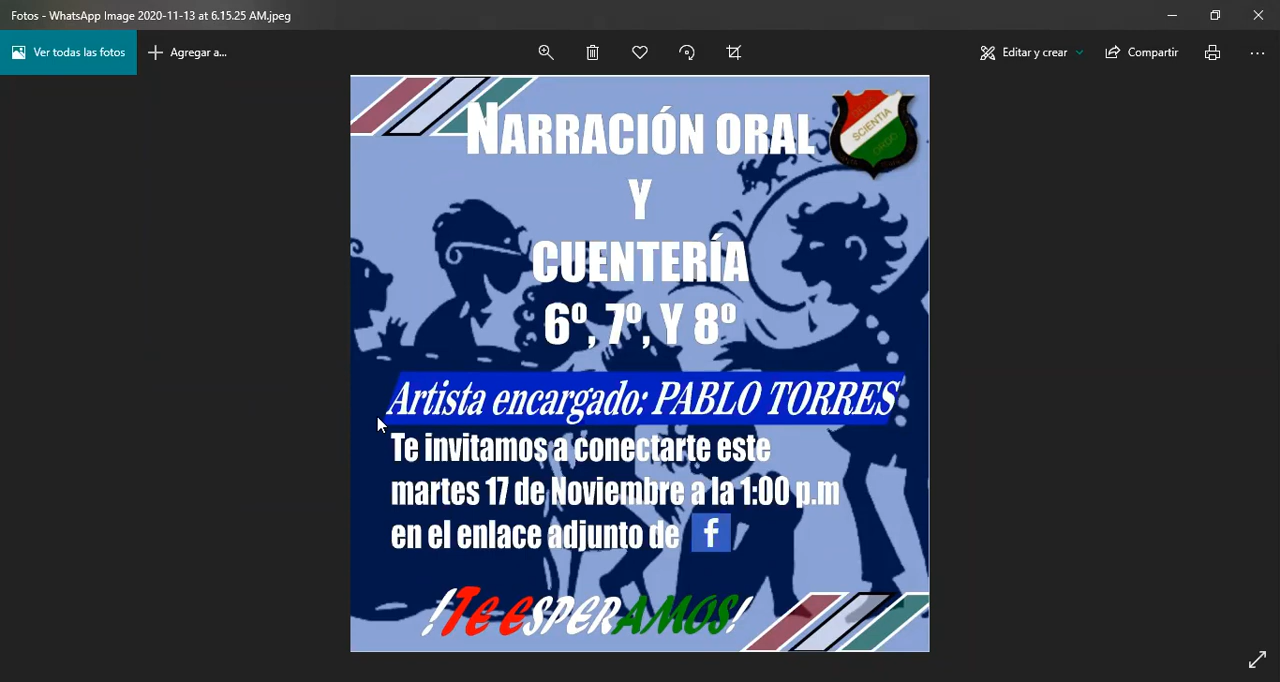 Fotos - WhatsApp Image 2020-11-13 at 6.15.25 AM.jpeg
Ver todas las fotos
Agregar a...
Editar y crear
Compartir
NARRACIÓN ORAL
SCIENTIA
ORDO
Y
CUENTERÍA
6º, 7º, Y 8º
Artista encargado: PABLO TORRES
Te invitamos a conectarte este
martes 17 de Noviembre a la 1:00 p.m
en el enlace adjunto de f
!TE ESPERAMOS!